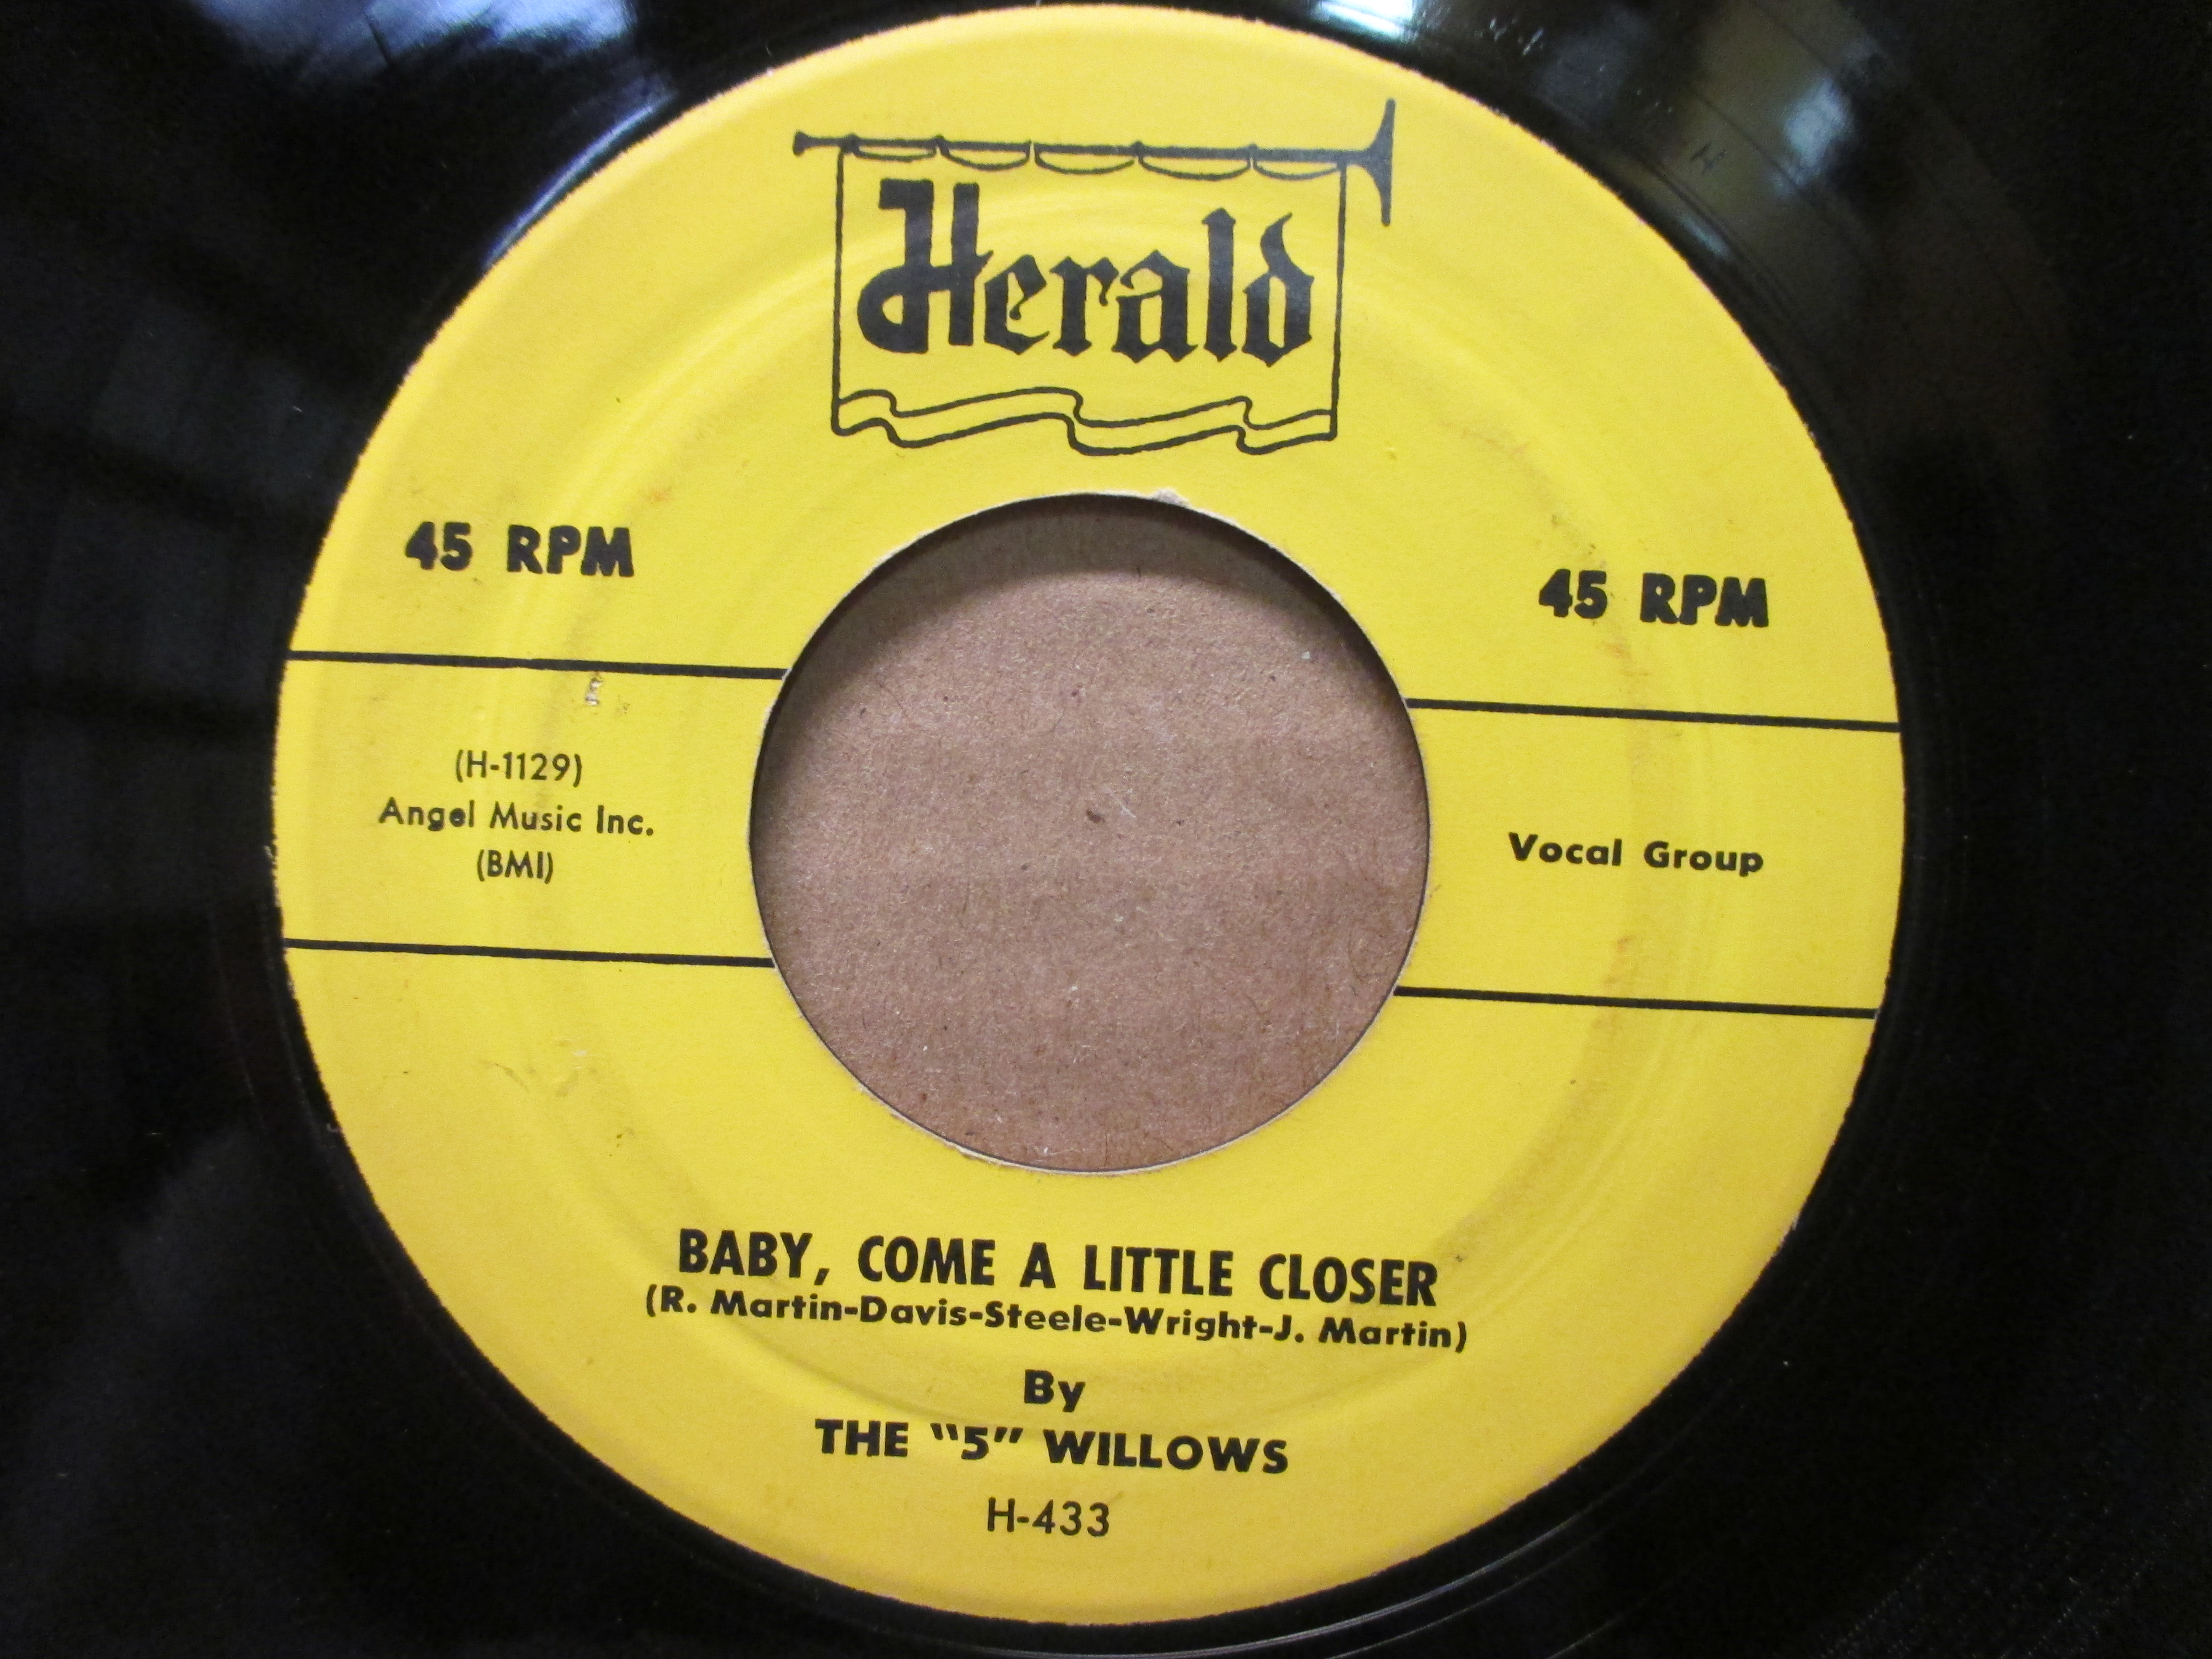 Herald
45 RPM
45 RPM
(H-1129)
Angel Music Inc.
(BMI)
Vocal Group
BABY, COME A LITTLE CLOSER
(R. Martin-Davis-Steele-Wright-J. Martin)
By
THE "5" WILLOWS
H-433